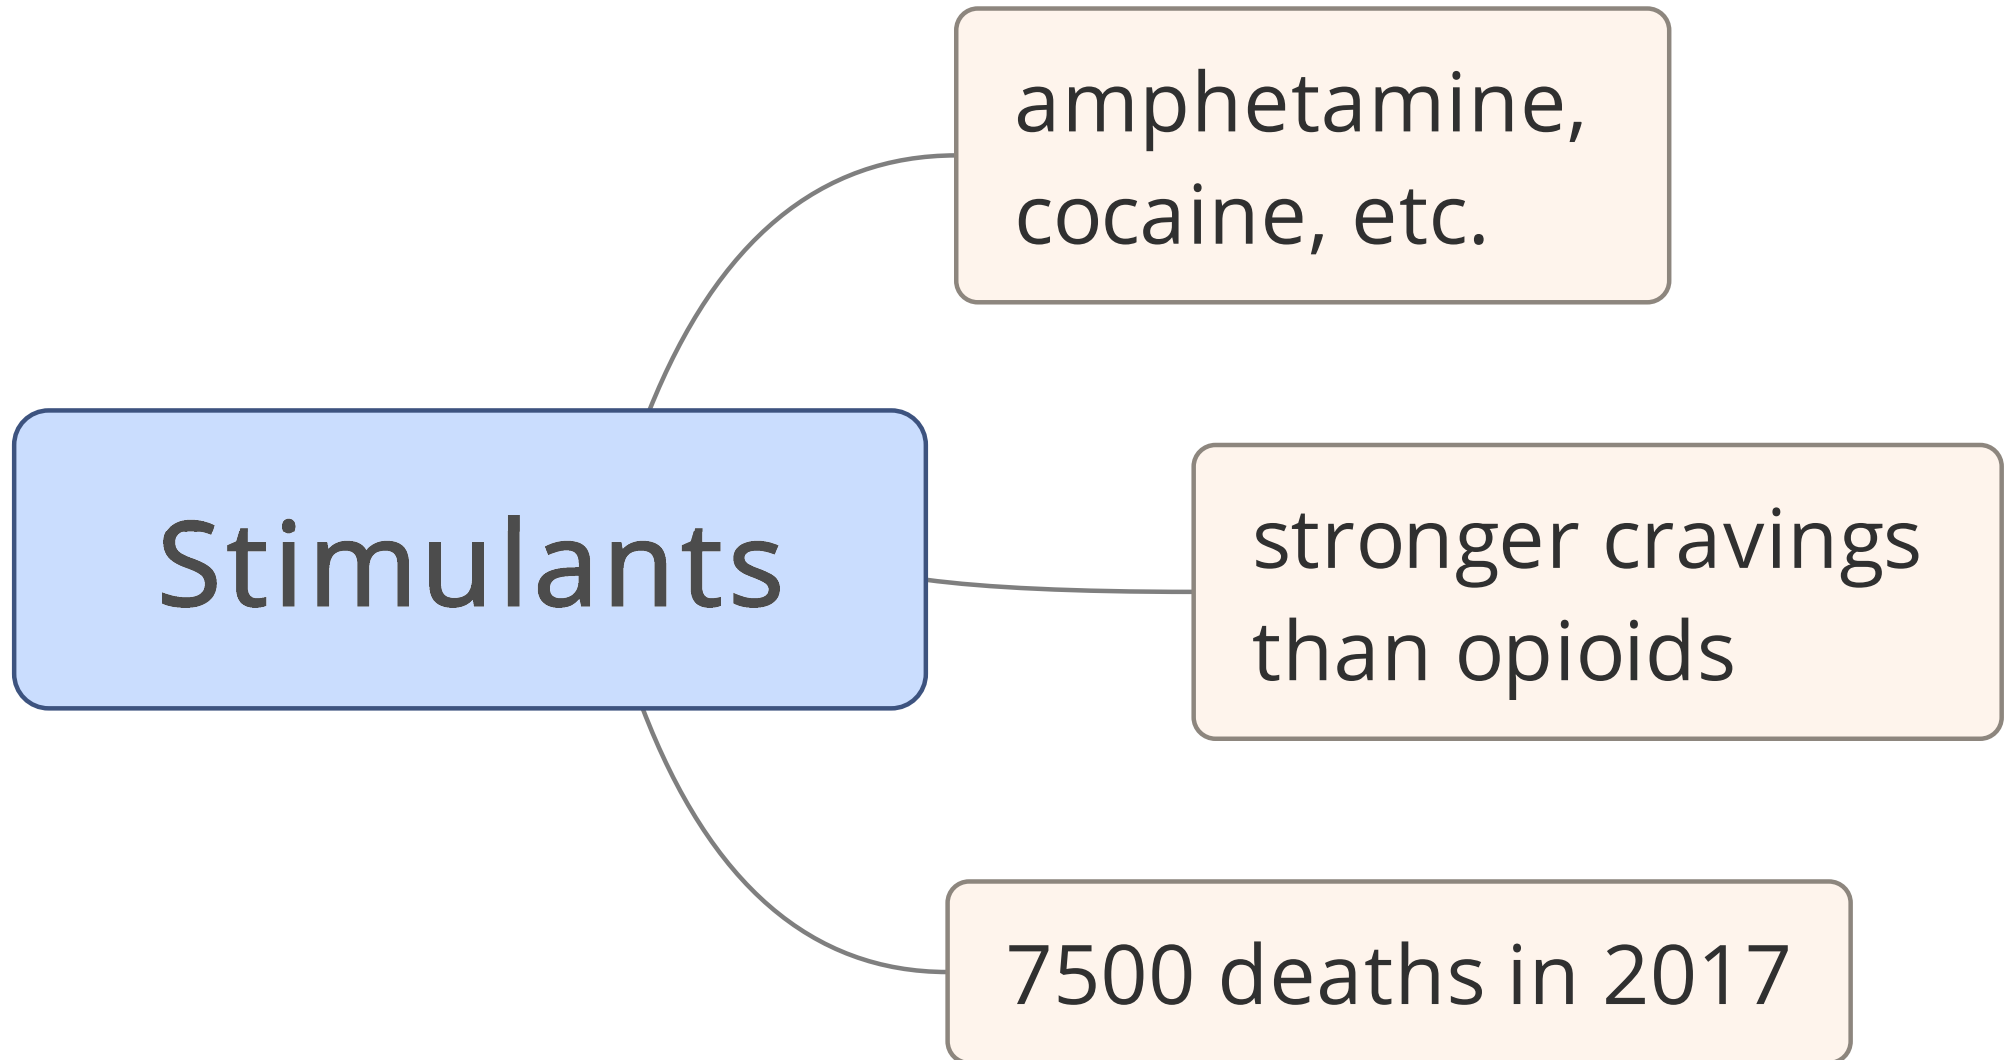 amphetamine,
cocaine, etc.
Stimulants
stronger cravings
than opioids
7500 deaths in 2017